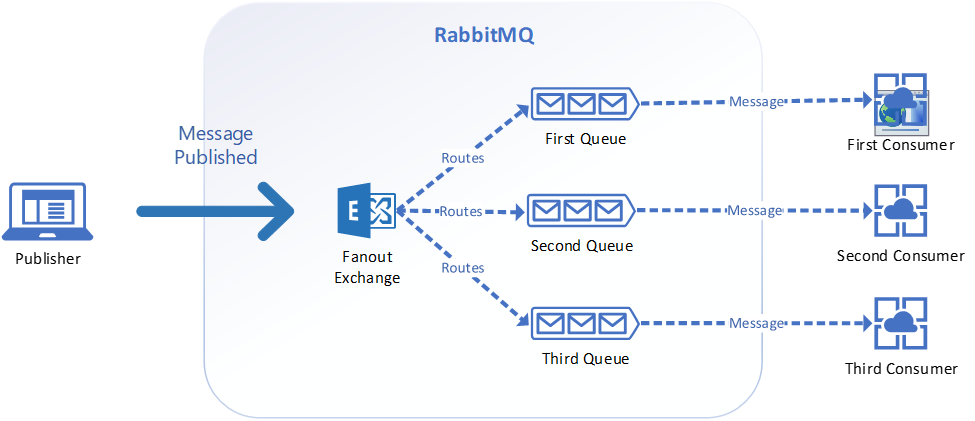 RabbitMQ
Message
Published
Publisher
E
Fanout
Exchange
Routes
Routes
Routes
First Queue
Second Queue
Third Queue
Message
Message
Message
First Consumer
Second Consumer
Third Consumer